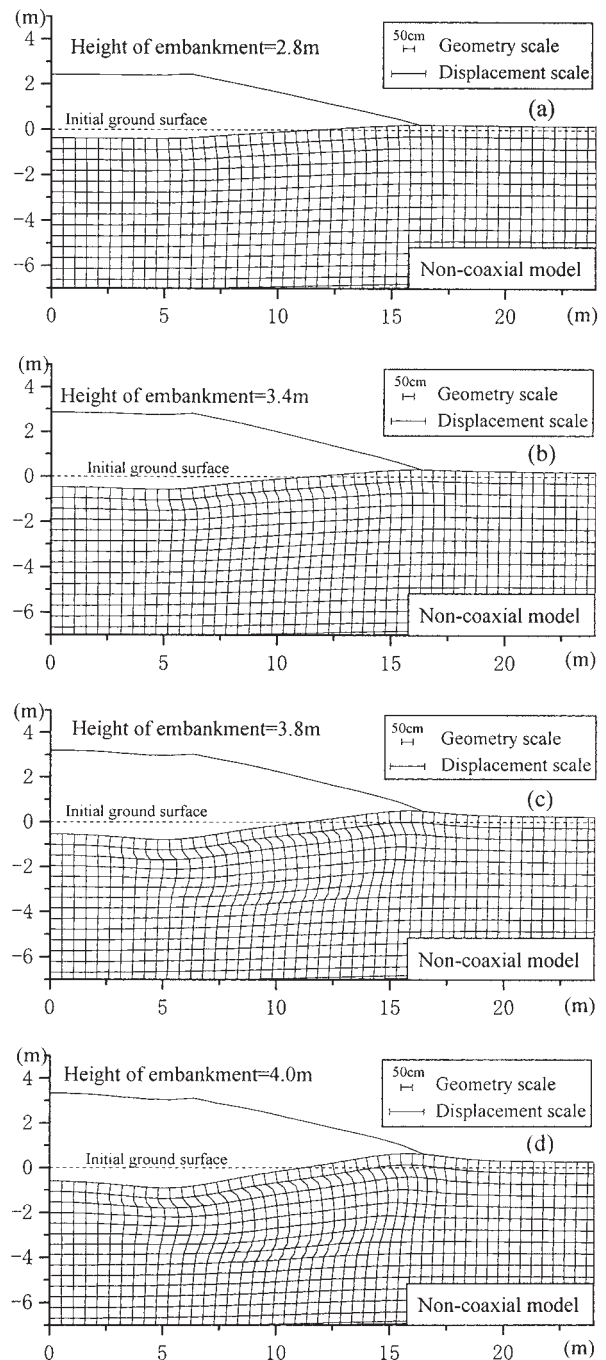 (m)
Height of embankment=2.8m
50cm
Geometry scale
Displacement scale
(a)
Initial ground surface
4
2
0
−2
−4
−6
Non-coaxial model
0 5 10 15 20 (m)
(m)
Height of embankment=3.4m
50cm
Geometry scale
Displacement scale
(b)
Initial ground surface
4
2
0
−2
−4
−6
Non-coaxial model
0 5 10 15 20 (m)
(m)
Height of embankment=3.8m
50cm
Geometry scale
Displacement scale
(c)
Initial ground surface
4
2
0
−2
−4
−6
Non-coaxial model
0 5 10 15 20 (m)
(m)
Height of embankment=4.0m
50cm
Geometry scale
Displacement scale
(d)
Initial ground surface
4
2
0
−2
−4
−6
Non-coaxial model
0 5 10 15 20 (m)